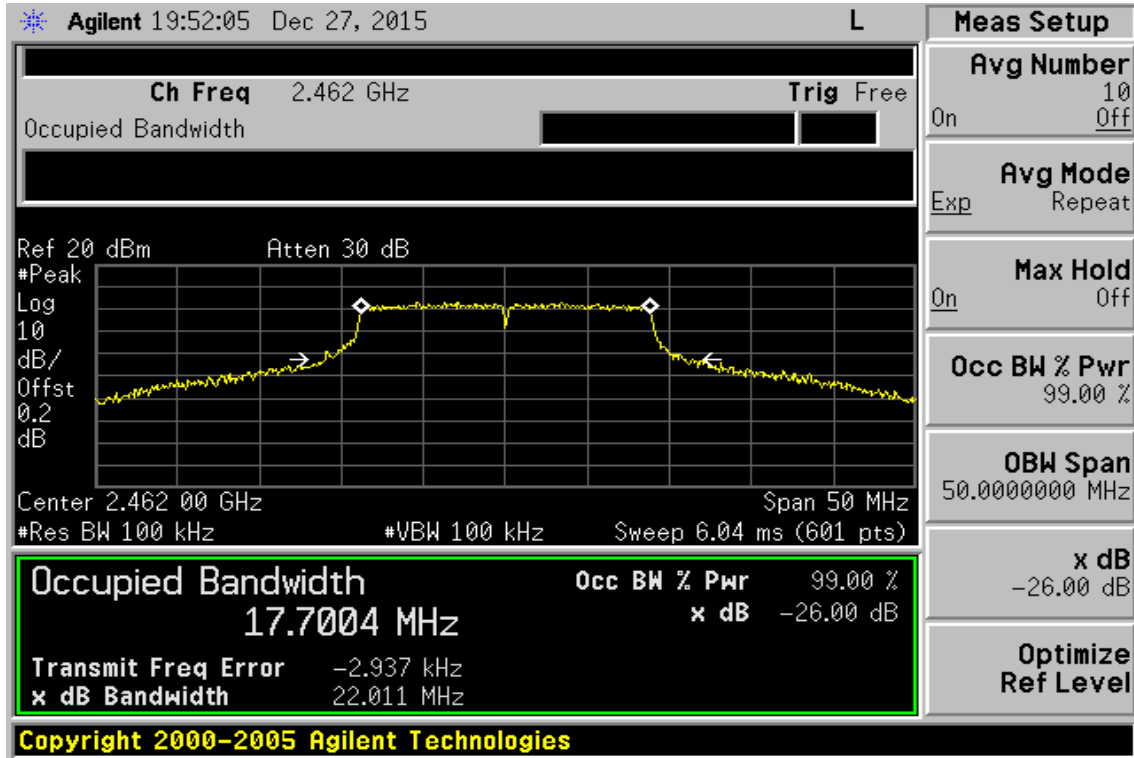 Agilent 19:52:05 Dec 27, 2015 L
Ch Freq 2.462 GHz Trig Free
Occupied Bandwidth
Ref 20 dBm Atten 30 dB
#Peak
Log
10
dB/
Offst
0.2
dB
Center 2.462 00 GHz Span 50 MHz
#Res BW 100 kHz #VBW 100 kHz Sweep 6.04 ms (601 pts)
Occupied Bandwidth Occ BW % Pwr 99.00 %
17.7004 MHz x dB -26.00 dB
Transmit Freq Error -2.937 kHz
x dB Bandwidth 22.011 MHz
Copyright 2000-2005 Agilent Technologies
Meas Setup
Avg Number
10
On Off
Avg Mode
Exp Repeat
Max Hold
On Off
Occ BW % Pwr
99.00 %
OBW Span
50.0000000 MHz
x dB
-26.00 dB
Optimize
Ref Level